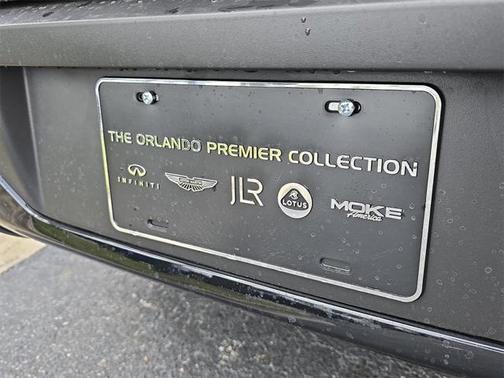 THE ORLANDO PREMIER COLLECTION
INFINITI JLR LOTUS MOKE
America